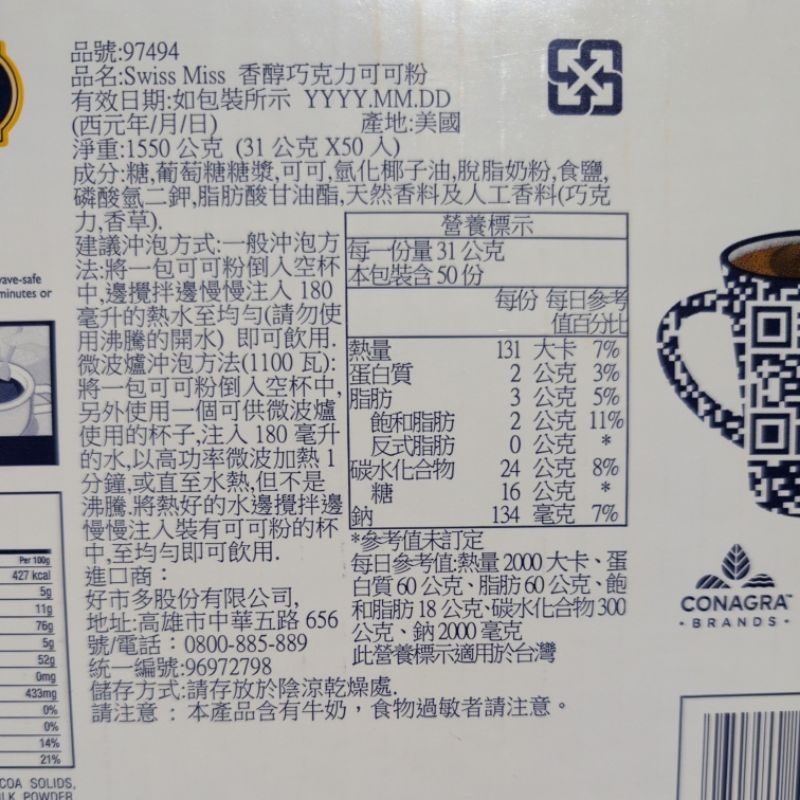 品號:97494
品名:Swiss Miss 香醇巧克力可可粉
有效日期:如包裝所示 YYYY.MM.DD
(西元年/月/日) 產地:美國
淨重:1550 公克 (31 公克 X50 入)
成分:糖,葡萄糖糖漿,可可,氫化椰子油,脫脂奶粉,食鹽,
磷酸氫二鉀,脂肪酸甘油酯,天然香料及人工香料(巧克
力,香草).
建議沖泡方式:一般沖泡方
法:將一包可可粉倒入空杯
中,邊攪拌邊慢慢注入 180
毫升的熱水至均勻(請勿使
用沸騰的開水) 即可飲用.
微波爐沖泡方法(1100 瓦):
將一包可可粉倒入空杯中,
另外使用一個可供微波爐
使用的杯子,注入 180 毫升
的水,以高功率微波加熱 1
分鐘,或直至水熱,但不是
沸騰.將熱好的水邊攪拌邊
慢慢注入裝有可可粉的杯
中,至均勻即可飲用.
進口商：
好市多股份有限公司,
地址:高雄市中華五路 656
號/電話：0800-885-889
統一編號:96972798
儲存方式:請存放於陰涼乾燥處.
請注意：本產品含有牛奶，食物過敏者請注意。
營養標示
每一份量 31 公克
本包裝含 50 份
每份 每日參考
值百分比
熱量 131 大卡 7%
蛋白質 2 公克 3%
脂肪 3 公克 5%
飽和脂肪 2 公克 11%
反式脂肪 0 公克 *
碳水化合物 24 公克 8%
糖 16 公克 *
鈉 134 毫克 7%
*參考值未訂定
每日參考值:熱量 2000 大卡、蛋
白質 60 公克、脂肪 60 公克、飽
和脂肪 18 公克、碳水化合物 300
公克、鈉 2000 毫克
此營養標示適用於台灣
CONAGRA™
• BRANDS •
minutes or
Per 100g
427 kcal
5g
11g
76g
5g
52g
0mg
433mg
0%
0%
14%
21%
SOLIDS,
POWDER